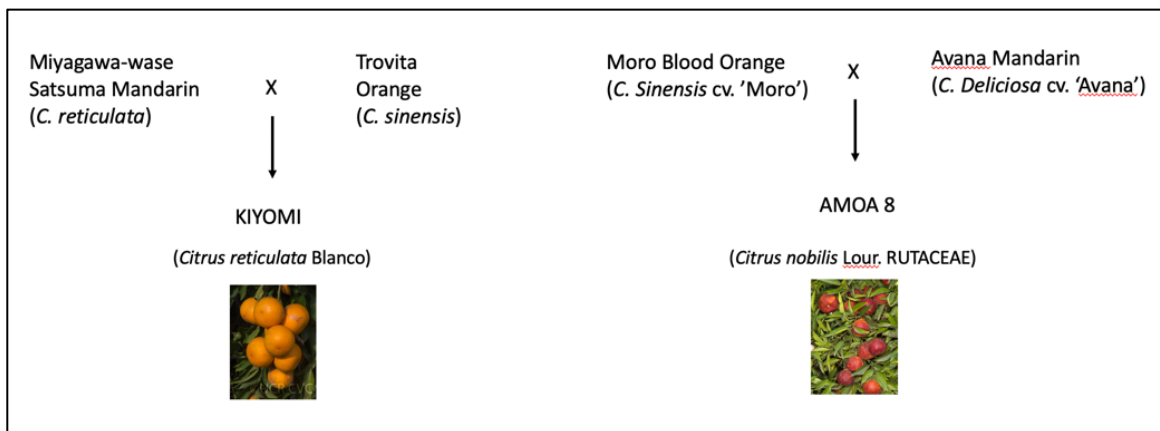 Miyagawa-wase
Satsuma Mandarin
(C. reticulata)
X
Trovita
Orange
(C. sinensis)
KIYOMI
(Citrus reticulata Blanco)
Moro Blood Orange
(C. Sinensis cv. 'Moro')
X
Avana Mandarin
(C. Deliciosa cv. ‘Avana’)
AMOA 8
(Citrus nobilis Lour. RUTACEAE)